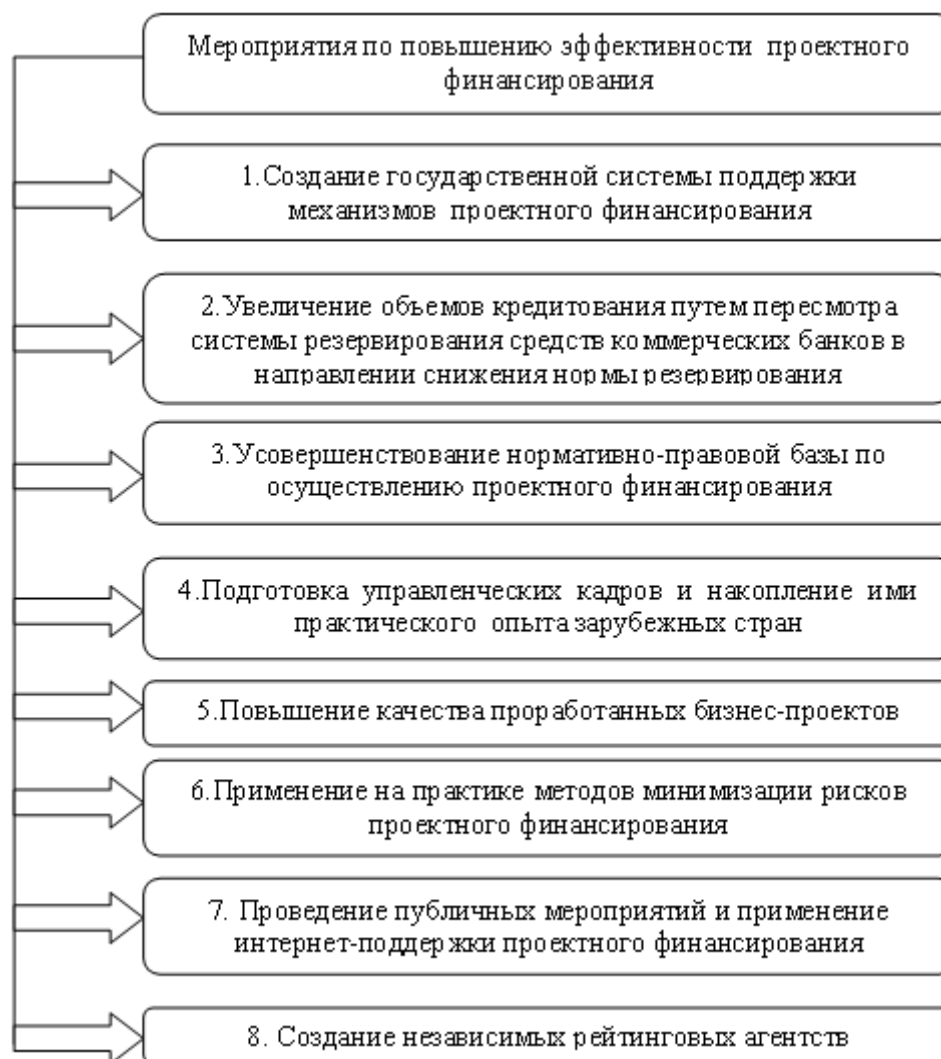 Мероприятия по повышению эффективности проектного
финансирования
1.Создание государственной системы поддержки
механизмов проектного финансирования
2.Увеличение объемов кредитования путем пересмотра
системы резервирования средств коммерческих банков в
направлении снижения нормы резервирования
3.Усовершенствование нормативно-правовой базы по
осуществлению проектного финансирования
4.Подготовка управленческих кадров и накопление ими
практического опыта зарубежных стран
5.Повышение качества проработанных бизнес-проектов
6.Применение на практике методов минимизации рисков
проектного финансирования
7. Проведение публичных мероприятий и применение
интернет-поддержки проектного финансирования
8. Создание независимых рейтинговых агентств